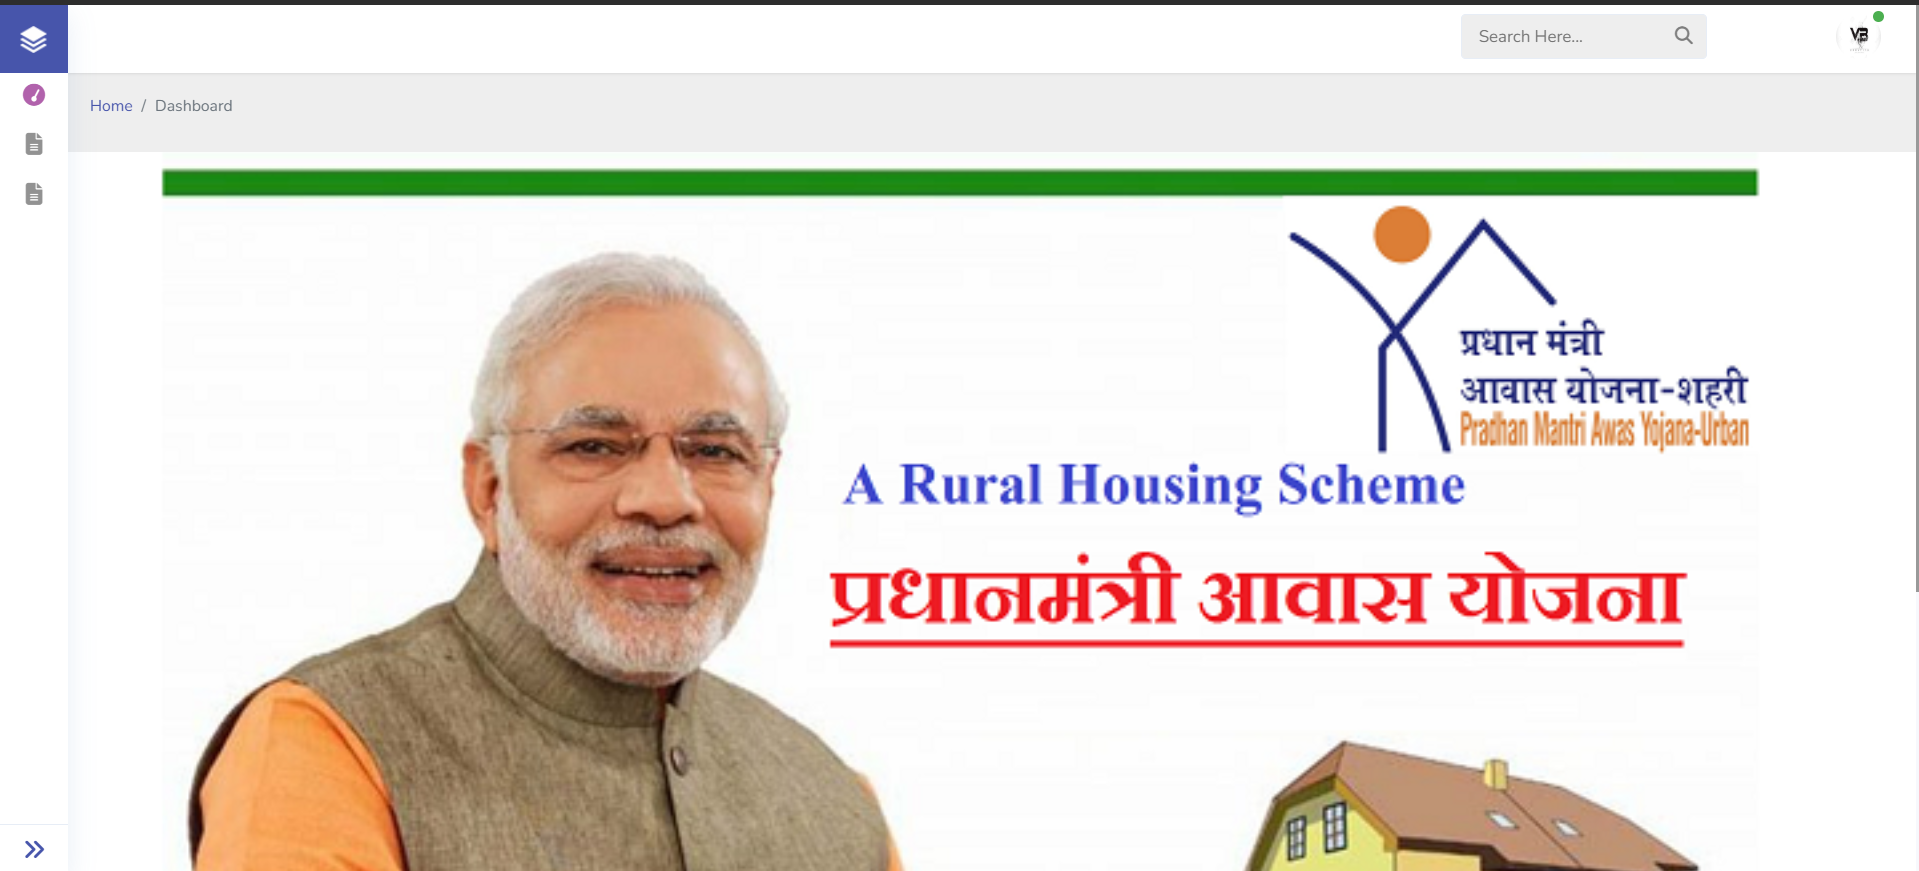 Search Here...
VB
Home / Dashboard
प्रधान मंत्री
आवास योजना-शहरी
Pradhan Mantri Awas Yojana-Urban
A Rural Housing Scheme
प्रधानमंत्री आवास योजना